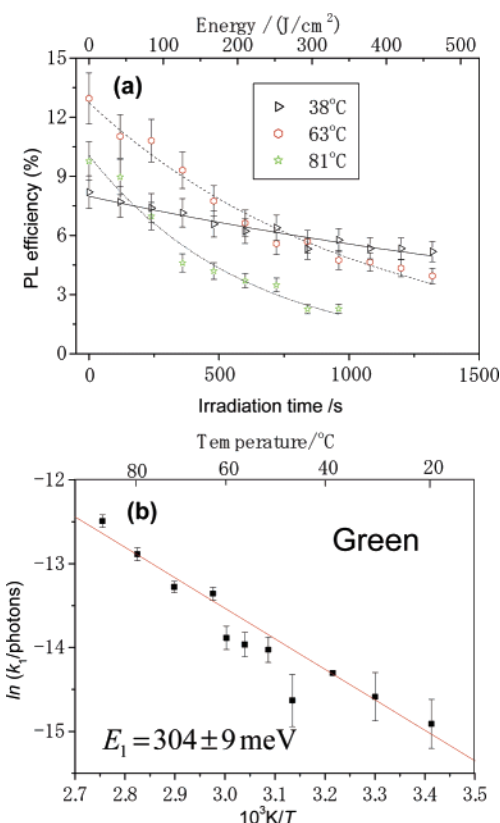 Energy /(J/cm²)
0 100 200 300 400 500
(a)
38°C
63°C
81°C
PL efficiency (%)
15
12
9
6
3
0
0 500 1000 1500
Irradiation time /s
Temperature/°C
80 60 40 20
(b)
Green
ln (k₁/photons)
-12
-13
-14
-15
E₁=304±9meV
2.7 2.8 2.9 3.0 3.1 3.2 3.3 3.4 3.5
10³K/T